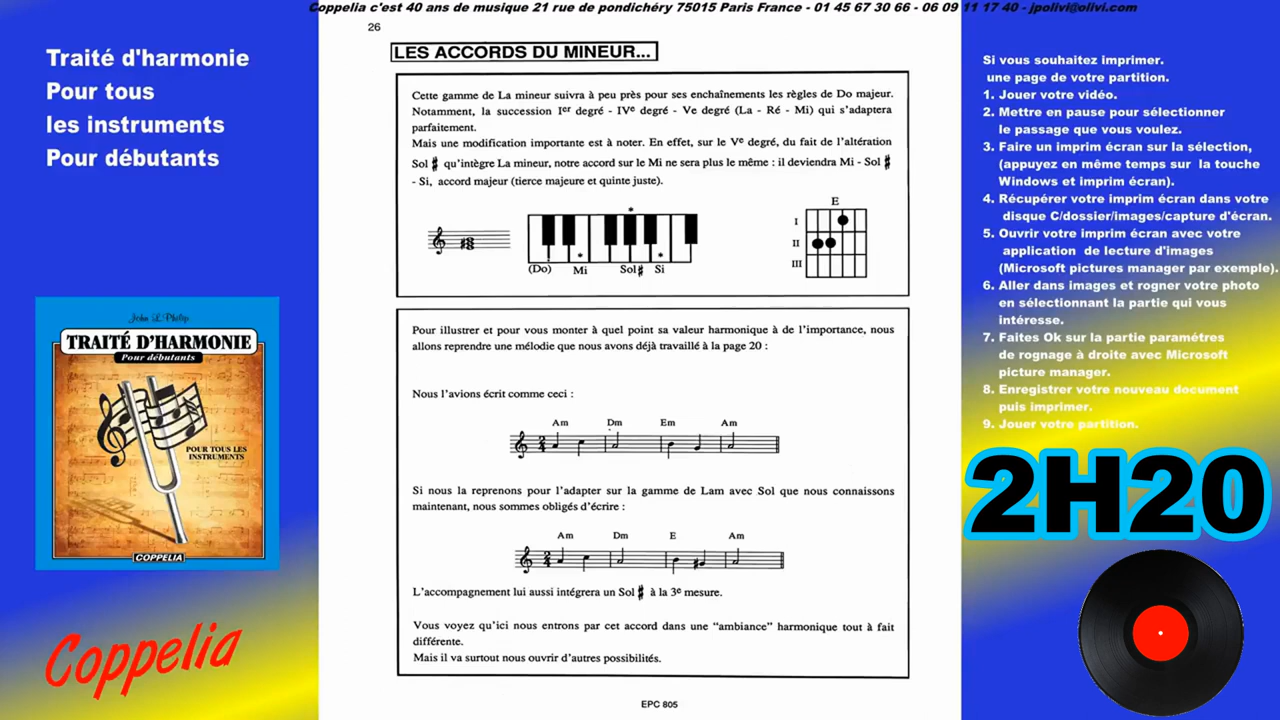 Coppelia c'est 40 ans de musique 21 rue de pondichéry 75015 Paris France - 01 45 67 30 66 - 06 09 11 17 40 - jpolivi@olivi.com
Traité d'harmonie
Pour tous
les instruments
Pour débutants
John L. Philip
TRAITÉ D'HARMONIE
Pour débutants
POUR TOUS LES
INSTRUMENTS
COPPELIA
Coppelia
26
LES ACCORDS DU MINEUR...
Cette gamme de La mineur suivra à peu près pour ses enchaînements les règles de Do majeur.
Notamment, la succession Ier degré - IVe degré - Ve degré (La - Ré - Mi) qui s'adaptera
parfaitement.
Mais une modification importante est à noter. En effet, sur le Ve degré, du fait de l'altération
Sol # qu'intègre La mineur, notre accord sur le Mi ne sera plus le même : il deviendra Mi - Sol #
- Si, accord majeur (tierce majeure et quinte juste).
*
* *
(Do) Mi Sol# Si
E
I
II
III
Pour illustrer et pour vous monter à quel point sa valeur harmonique à de l'importance, nous
allons reprendre une mélodie que nous avons déjà travaillé à la page 20 :
Nous l'avions écrit comme ceci :
Am Dm Em Am
2
4
Si nous la reprenons pour l'adapter sur la gamme de Lam avec Sol que nous connaissons
maintenant, nous sommes obligés d'écrire :
Am Dm E Am
2
4
L'accompagnement lui aussi intégrera un Sol # à la 3e mesure.
Vous voyez qu'ici nous entrons par cet accord dans une “ambiance” harmonique tout à fait
différente.
Mais il va surtout nous ouvrir d'autres possibilités.
EPC 805
Si vous souhaitez imprimer.
une page de votre partition.
1. Jouer votre vidéo.
2. Mettre en pause pour sélectionner
le passage que vous voulez.
3. Faire un imprim écran sur la sélection,
(appuyez en même temps sur la touche
Windows et imprim écran).
4. Récupérer votre imprim écran dans votre
disque C/dossier/images/capture d'écran.
5. Ouvrir votre imprim écran avec votre
application de lecture d'images
(Microsoft pictures manager par exemple).
6. Aller dans images et rogner votre photo
en sélectionnant la partie qui vous
intéresse.
7. Faites Ok sur la partie paramétres
de rognage à droite avec Microsoft
picture manager.
8. Enregistrer votre nouveau document
puis imprimer.
9. Jouer votre partition.
2H20